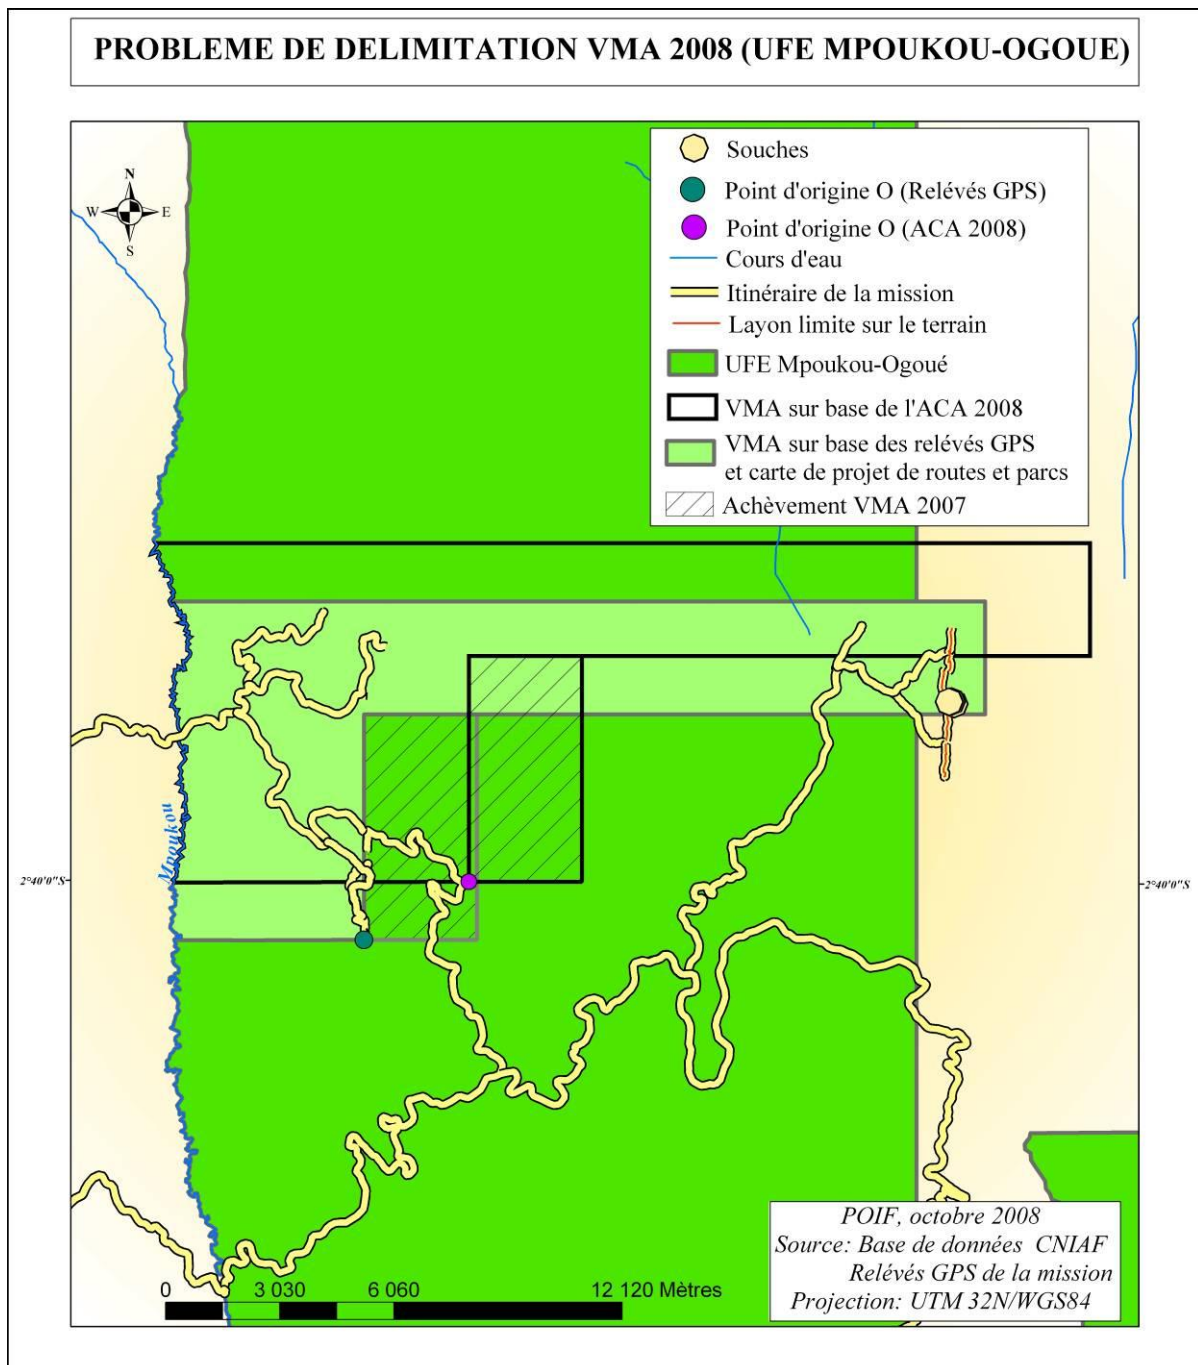 PROBLEME DE DELIMITATION VMA 2008 (UFE MPOUKOU-OGOUE)
N
W E
S
Souches
Point d'origine O (Relévés GPS)
Point d'origine O (ACA 2008)
Cours d'eau
Itinéraire de la mission
Layon limite sur le terrain
UFE Mpoukou-Ogoué
VMA sur base de l'ACA 2008
VMA sur base des relévés GPS
et carte de projet de routes et parcs
Achèvement VMA 2007
Mpoukou
2°40'0"S
2°40'0"S
POIF, octobre 2008
Source: Base de données CNIAF
Relévés GPS de la mission
Projection: UTM 32N/WGS84
0 3 030 6 060 12 120 Mètres